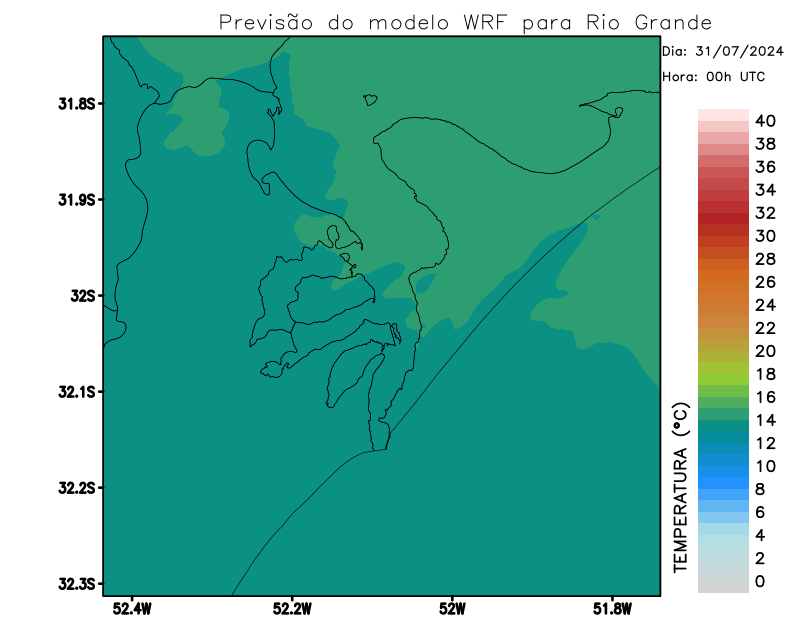 Previsão do modelo WRF para Rio Grande
Dia: 31/07/2024
Hora: 00h UTC
31.8S
31.9S
32S
32.1S
32.2S
32.3S
52.4W
52.2W
52W
51.8W
TEMPERATURA (°C)
40
38
36
34
32
30
28
26
24
22
20
18
16
14
12
10
8
6
4
2
0